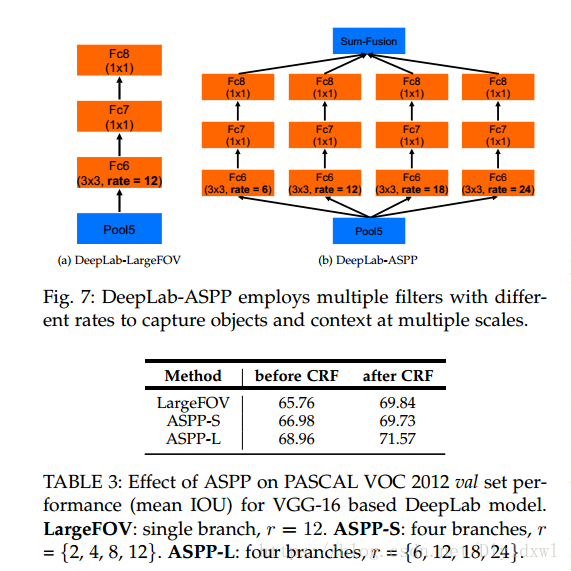 Fc8
(1x1)
Fc7
(1x1)
Fc6
(3x3, rate = 12)
Pool5
(a) DeepLab-LargeFOV
Sum-Fusion
Fc8
(1x1)
Fc8
(1x1)
Fc8
(1x1)
Fc8
(1x1)
Fc7
(1x1)
Fc7
(1x1)
Fc7
(1x1)
Fc7
(1x1)
Fc6
(3x3, rate = 6)
Fc6
(3x3, rate = 12)
Fc6
(3x3, rate = 18)
Fc6
(3x3, rate = 24)
Pool5
(b) DeepLab-ASPP
Fig. 7: DeepLab-ASPP employs multiple filters with differ-
ent rates to capture objects and context at multiple scales.
Method before CRF after CRF
LargeFOV 65.76 69.84
ASPP-S 66.98 69.73
ASPP-L 68.96 71.57
TABLE 3: Effect of ASPP on PASCAL VOC 2012 val set per-
formance (mean IOU) for VGG-16 based DeepLab model.
LargeFOV: single branch, r = 12. ASPP-S: four branches, r
= {2, 4, 8, 12}. ASPP-L: four branches, r = {6, 12, 18, 24}.